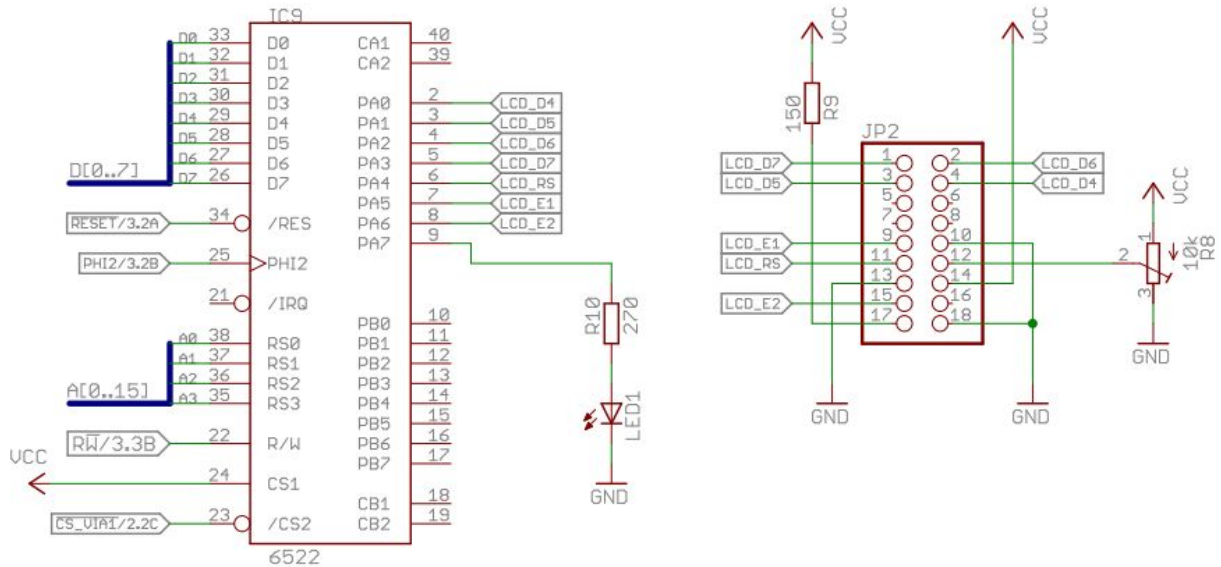 IC9
D0 33 D0 CA1 40
D1 32 D1 CA2 39
D2 31 D2
D3 30 D3 PA0 2 LCD_D4
D4 29 D4 PA1 3 LCD_D5
D5 28 D5 PA2 4 LCD_D6
D6 27 D6 PA3 5 LCD_D7
D7 26 D7 PA4 6 LCD_RS
D[0..7]
PA5 7 LCD_E1
RESET/3.2A 34 /RES PA6 8 LCD_E2
PA7 9
PHI2/3.2B 25 PHI2
21 /IRQ
R10
270
PB0 10
A0 38 RS0 PB1 11
A1 37 RS1 PB2 12
A2 36 RS2 PB3 13
A3 35 RS3 PB4 14
A[0..15]
LED1
PB5 15
RW/3.3B 22 R/W PB6 16
PB7 17
VCC
24 CS1
GND
CB1 18
CS_VIA1/2.2C 23 /CS2 CB2 19
6522
VCC
VCC
150
R9
JP2
LCD_D7 1 2 LCD_D6
LCD_D5 3 4 LCD_D4
5 6
7 8
LCD_E1 9 10
LCD_RS 11 12
13 14
LCD_E2 15 16
17 18
VCC
1
2
3
10k
R8
GND
GND
GND